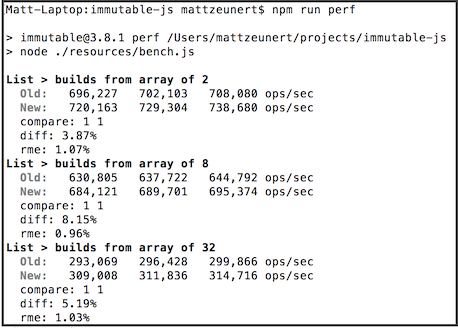 Matt-Laptop:immutable-js mattzeunert$ npm run perf
> immutable@3.8.1 perf /Users/mattzeunert/projects/immutable-js
> node ./resources/bench.js
List > builds from array of 2
Old: 696,227 702,103 708,080 ops/sec
New: 720,163 729,304 738,680 ops/sec
compare: 1 1
diff: 3.87%
rme: 1.07%
List > builds from array of 8
Old: 630,805 637,722 644,792 ops/sec
New: 684,121 689,701 695,374 ops/sec
compare: 1 1
diff: 8.15%
rme: 0.96%
List > builds from array of 32
Old: 293,069 296,428 299,866 ops/sec
New: 309,008 311,836 314,716 ops/sec
compare: 1 1
diff: 5.19%
rme: 1.03%